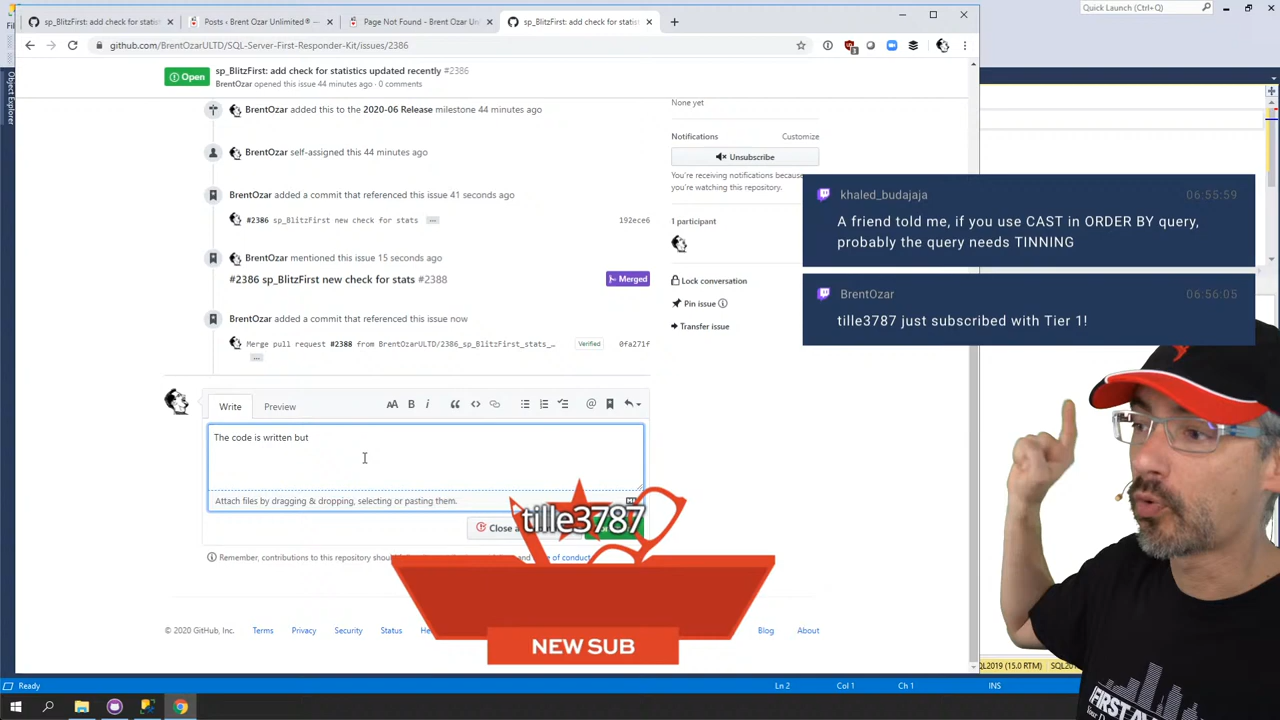 sp_BlitzFirst: add check for statist
Posts ‹ Brent Ozar Unlimited® —
Page Not Found - Brent Ozar Un
sp_BlitzFirst: add check for statist
Quick Launch (Ctrl+Q)
github.com/BrentOzarULTD/SQL-Server-First-Responder-Kit/issues/2386
Object Explorer
Open
sp_BlitzFirst: add check for statistics updated recently #2386
BrentOzar opened this issue 44 minutes ago · 0 comments
BrentOzar added this to the 2020-06 Release milestone 44 minutes ago
None yet
Notifications
Customize
BrentOzar self-assigned this 44 minutes ago
Unsubscribe
You're receiving notifications because
you're watching this repository.
BrentOzar added a commit that referenced this issue 41 seconds ago
#2386 sp_BlitzFirst new check for stats
192ece6
1 participant
BrentOzar mentioned this issue 15 seconds ago
#2386 sp_BlitzFirst new check for stats #2388
Merged
Lock conversation
Pin issue
Transfer issue
BrentOzar added a commit that referenced this issue now
Merge pull request #2388 from BrentOzarULTD/2386_sp_BlitzFirst_stats_…
Verified
0fa271f
khaled_budajaja
06:55:59
A friend told me, if you use CAST in ORDER BY query,
probably the query needs TINNING
BrentOzar
06:56:05
tille3787 just subscribed with Tier 1!
Write
Preview
The code is written but
Attach files by dragging & dropping, selecting or pasting them.
tille3787
Close
Remember, contributions to this repository should
of conduct
NEW SUB
© 2020 GitHub, Inc.
Terms
Privacy
Security
Status
Blog
About
SQL2019 (15.0 RTM)
Ready
Ln 2
Col 1
Ch 1
INS